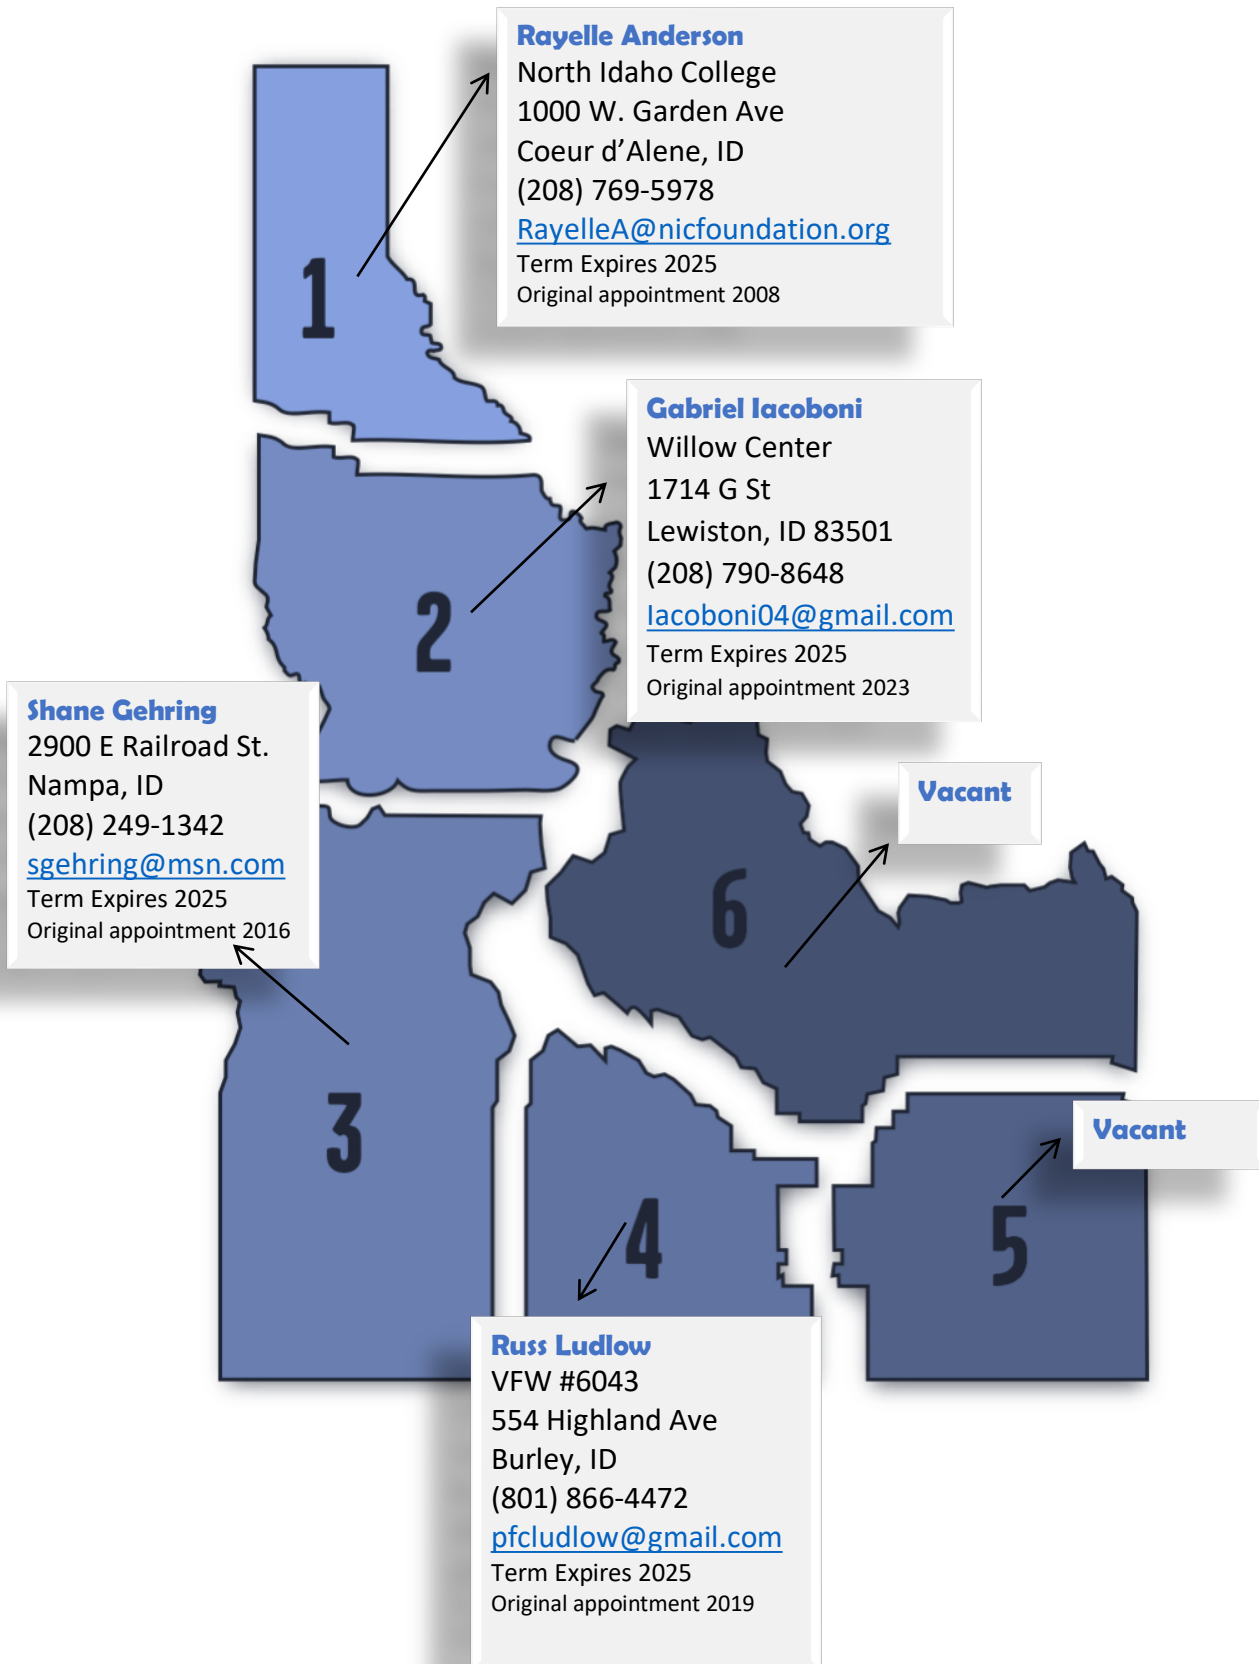 Rayelle Anderson
North Idaho College
1000 W. Garden Ave
Coeur d’Alene, ID
(208) 769-5978
RayelleA@nicfoundation.org
Term Expires 2025
Original appointment 2008
1
Gabriel Iacoboni
Willow Center
1714 G St
Lewiston, ID 83501
(208) 790-8648
Iacoboni04@gmail.com
Term Expires 2025
Original appointment 2023
2
Shane Gehring
2900 E Railroad St.
Nampa, ID
(208) 249-1342
sgehring@msn.com
Term Expires 2025
Original appointment 2016
3
Vacant
6
Vacant
5
4
Russ Ludlow
VFW #6043
554 Highland Ave
Burley, ID
(801) 866-4472
pfcludlow@gmail.com
Term Expires 2025
Original appointment 2019